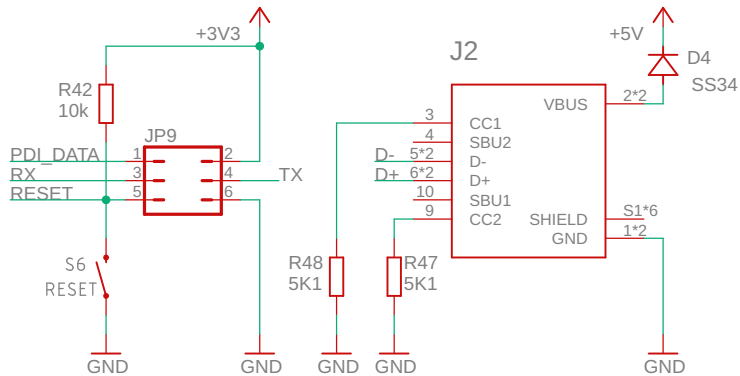 +3V3
+5V
J2
D4
SS34
R42
10k
JP9
VBUS
2*2
3
CC1
4
SBU2
PDI_DATA
1
2
D-
5*2
D-
RX
3
4
TX
D+
6*2
D+
RESET
5
6
10
SBU1
9
CC2
SHIELD
S1*6
GND
1*2
S6
RESET
R48
5K1
R47
5K1
GND
GND
GND
GND
GND